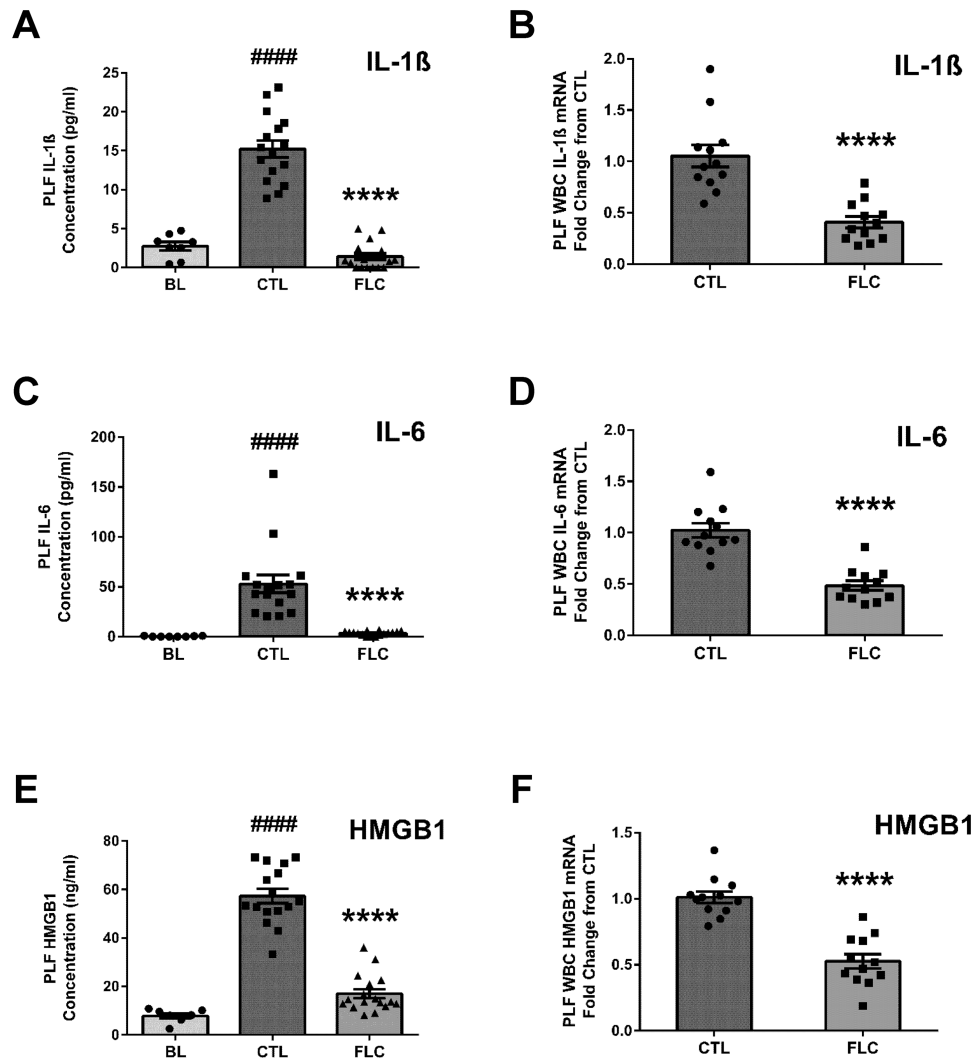 A
####
IL-1ß
PLF IL-1ß
Concentration (pg/ml)
25
20
15
10
5
0
****
BL
CTL
FLC
B
IL-1ß
PLF WBC IL-1ß mRNA
Fold Change from CTL
2.0
1.5
1.0
0.5
0.0
****
CTL
FLC
C
####
IL-6
PLF IL-6
Concentration (pg/ml)
200
150
100
50
0
****
BL
CTL
FLC
D
IL-6
PLF WBC IL-6 mRNA
Fold Change from CTL
2.0
1.5
1.0
0.5
0.0
****
CTL
FLC
E
####
HMGB1
PLF HMGB1
Concentration (ng/ml)
80
60
40
20
0
****
BL
CTL
FLC
F
HMGB1
PLF WBC HMGB1 mRNA
Fold Change from CTL
1.5
1.0
0.5
0.0
****
CTL
FLC